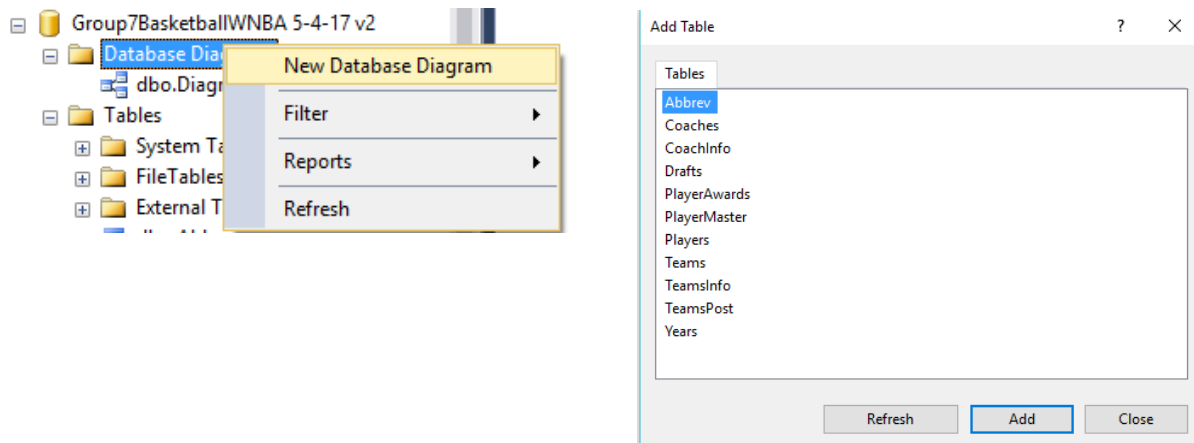 Group7BasketballWNBA 5-4-17 v2
Database Dia
New Database Diagram
dbo.Diagr
Filter
Tables
System Ta
Reports
FileTables
External T
Refresh
Add Table
?
Tables
Abbrev
Coaches
CoachInfo
Drafts
PlayerAwards
PlayerMaster
Players
Teams
TeamsInfo
TeamsPost
Years
Refresh
Add
Close